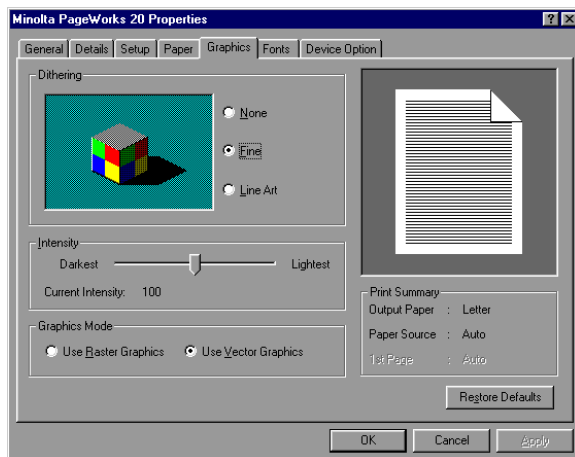 Minolta PageWorks 20 Properties
General Details Setup Paper Graphics Fonts Device Option
Dithering
None
Fine
Line Art
Intensity
Darkest Lightest
Current Intensity: 100
Graphics Mode
Use Raster Graphics Use Vector Graphics
Print Summary
Output Paper : Letter
Paper Source : Auto
1st Page : Auto
Restore Defaults
OK Cancel Apply